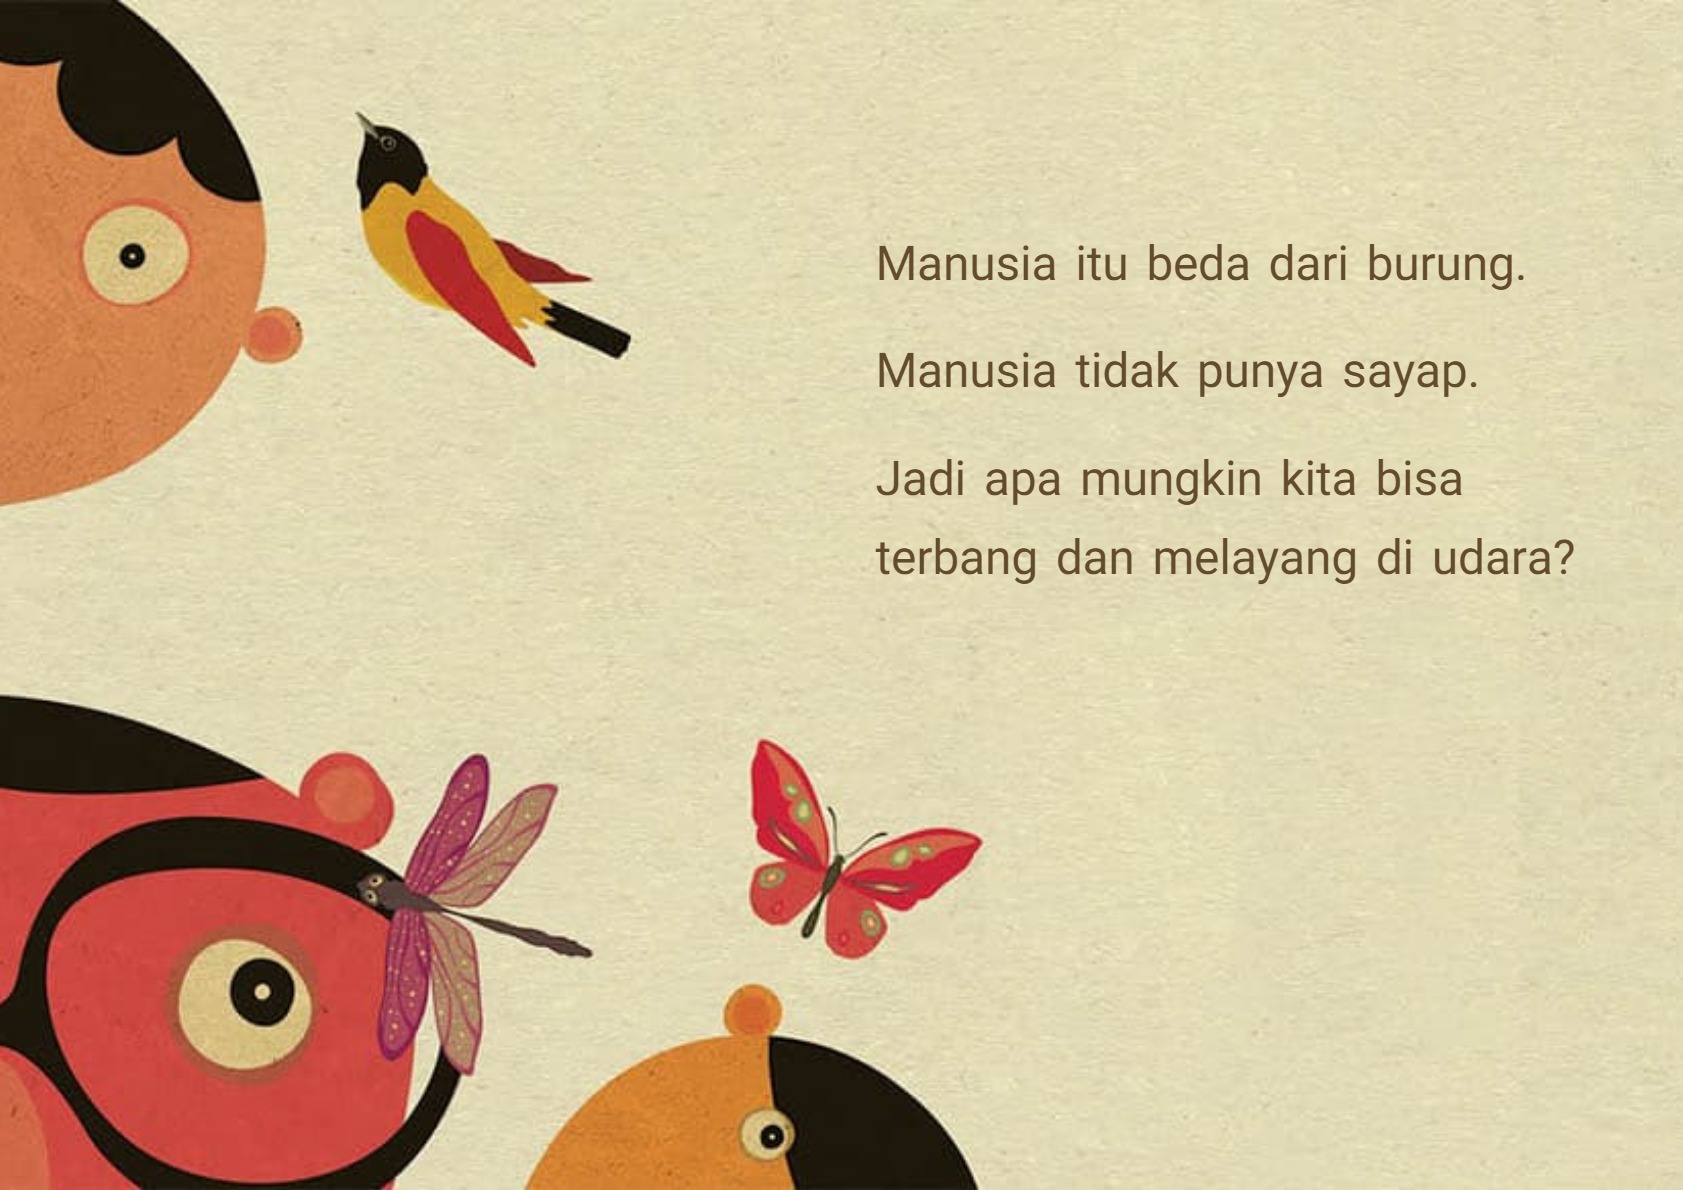 Manusia itu beda dari burung.
Manusia tidak punya sayap.
Jadi apa mungkin kita bisa
terbang dan melayang di udara?